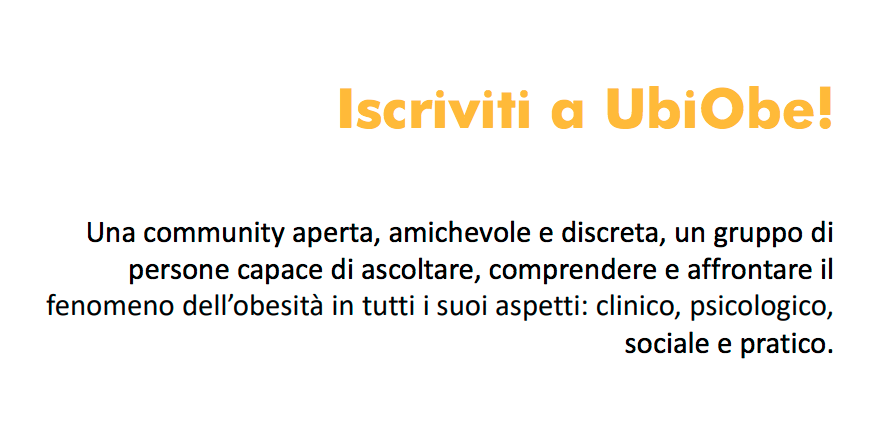 Iscriviti a UbiObe!
Una community aperta, amichevole e discreta, un gruppo di
persone capace di ascoltare, comprendere e affrontare il
fenomeno dell’obesità in tutti i suoi aspetti: clinico, psicologico,
sociale e pratico.